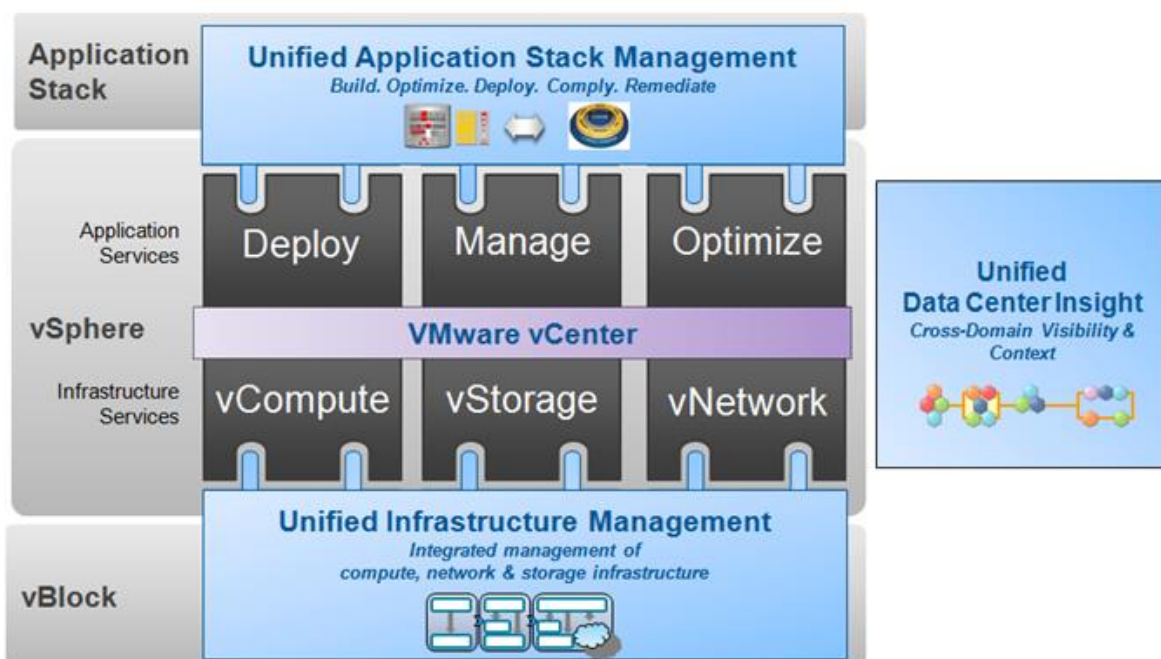 Application
Stack
Unified Application Stack Management
Build. Optimize. Deploy. Comply. Remediate
Application
Services
Deploy
Manage
Optimize
vSphere
VMware vCenter
Infrastructure
Services
vCompute
vStorage
vNetwork
Unified
Data Center Insight
Cross-Domain Visibility &
Context
vBlock
Unified Infrastructure Management
Integrated management of
compute, network & storage infrastructure